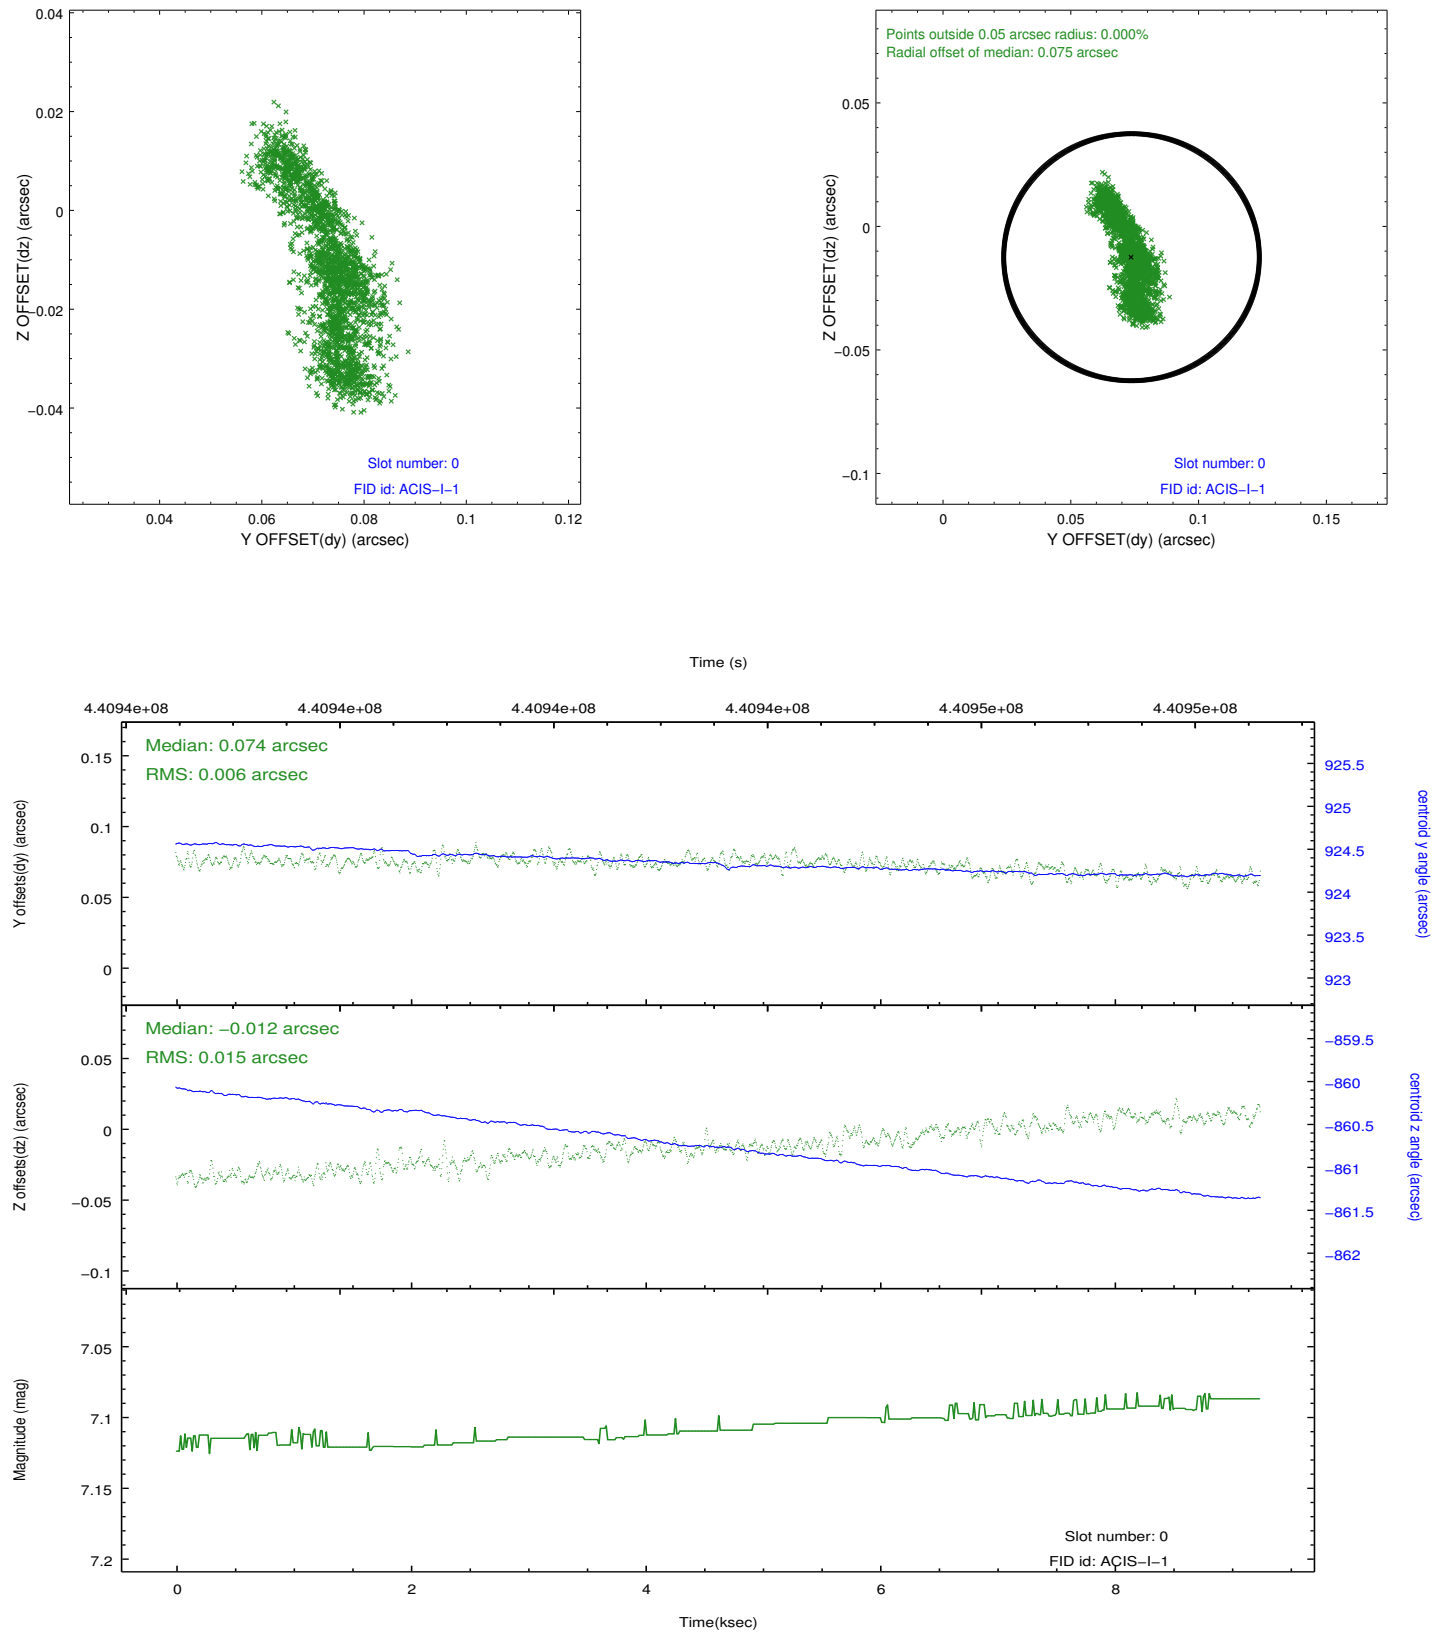 0.04
0.02
0
−0.02
−0.04
Z OFFSET(dz) (arcsec)
Slot number: 0
FID id: ACIS−I−1
0.04
0.06
0.08
0.1
0.12
Y OFFSET(dy) (arcsec)
Points outside 0.05 arcsec radius: 0.000%
Radial offset of median: 0.075 arcsec
0.05
0
−0.05
−0.1
Z OFFSET(dz) (arcsec)
Slot number: 0
FID id: ACIS−I−1
0
0.05
0.1
0.15
Y OFFSET(dy) (arcsec)
Time (s)
4.4094e+08
4.4094e+08
4.4094e+08
4.4094e+08
4.4095e+08
4.4095e+08
Median: 0.074 arcsec
RMS: 0.006 arcsec
0.15
0.1
0.05
0
Y offsets(dy) (arcsec)
925.5
925
924.5
924
923.5
923
centroid y angle (arcsec)
Median: −0.012 arcsec
RMS: 0.015 arcsec
0.05
0
−0.05
−0.1
Z offsets(dz) (arcsec)
−859.5
−860
−860.5
−861
−861.5
−862
centroid z angle (arcsec)
7.05
7.1
7.15
7.2
Magnitude (mag)
Slot number: 0
FID id: ACIS−I−1
0
2
4
6
8
Time(ksec)